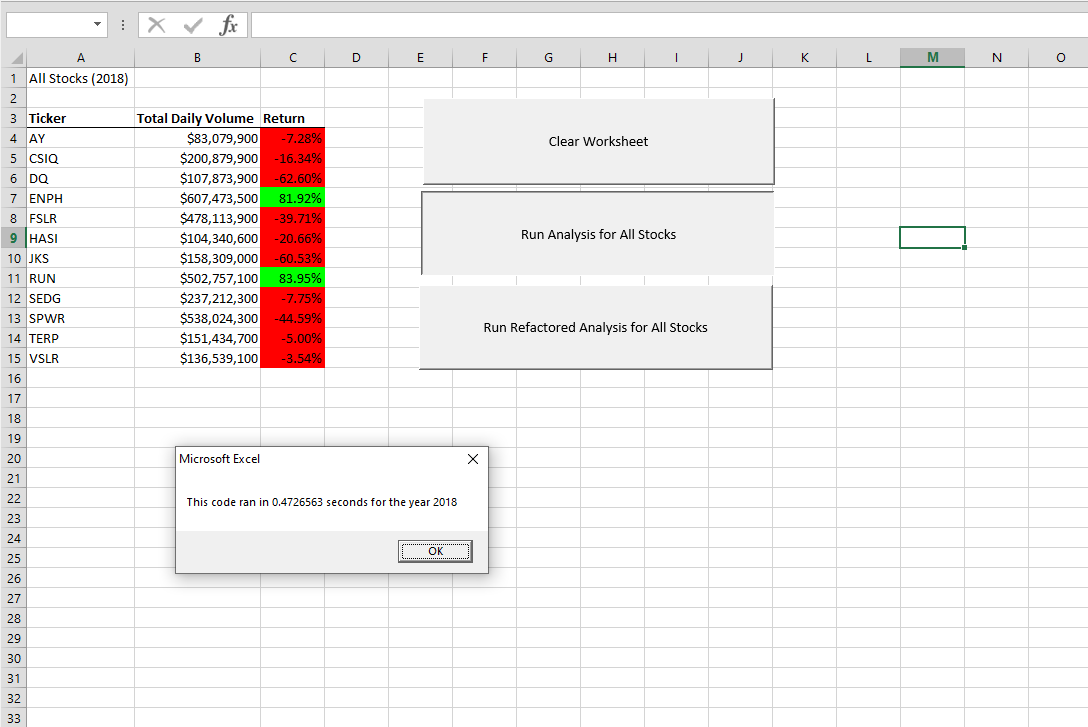 fx
A B C D E F G H I J K L M N O
1 All Stocks (2018)
2
3 Ticker Total Daily Volume Return
4 AY $83,079,900 -7.28%
5 CSIQ $200,879,900 -16.34%
6 DQ $107,873,900 -62.60%
7 ENPH $607,473,500 81.92%
8 FSLR $478,113,900 -39.71%
9 HASI $104,340,600 -20.66%
10 JKS $158,309,000 -60.53%
11 RUN $502,757,100 83.95%
12 SEDG $237,212,300 -7.75%
13 SPWR $538,024,300 -44.59%
14 TERP $151,434,700 -5.00%
15 VSLR $136,539,100 -3.54%
Clear Worksheet
Run Analysis for All Stocks
Run Refactored Analysis for All Stocks
16
17
18
19
20
21
22
23
24
25
26
27
28
29
30
31
32
33
Microsoft Excel
This code ran in 0.4726563 seconds for the year 2018
OK